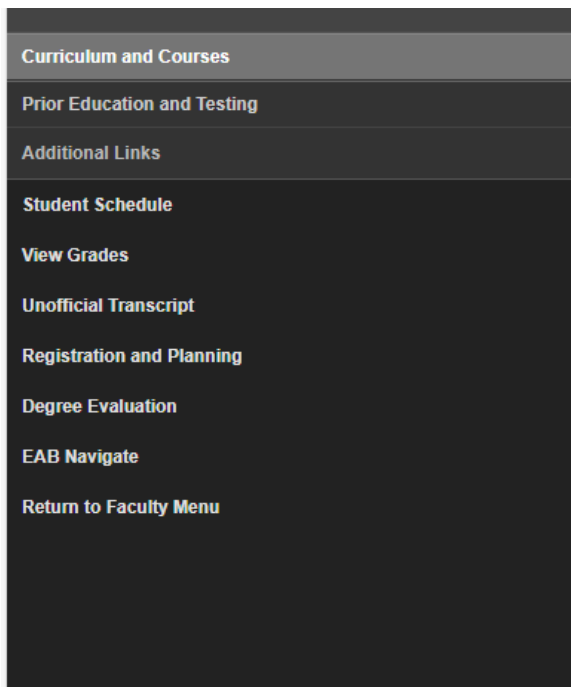 Curriculum and Courses
Prior Education and Testing
Additional Links
Student Schedule
View Grades
Unofficial Transcript
Registration and Planning
Degree Evaluation
EAB Navigate
Return to Faculty Menu